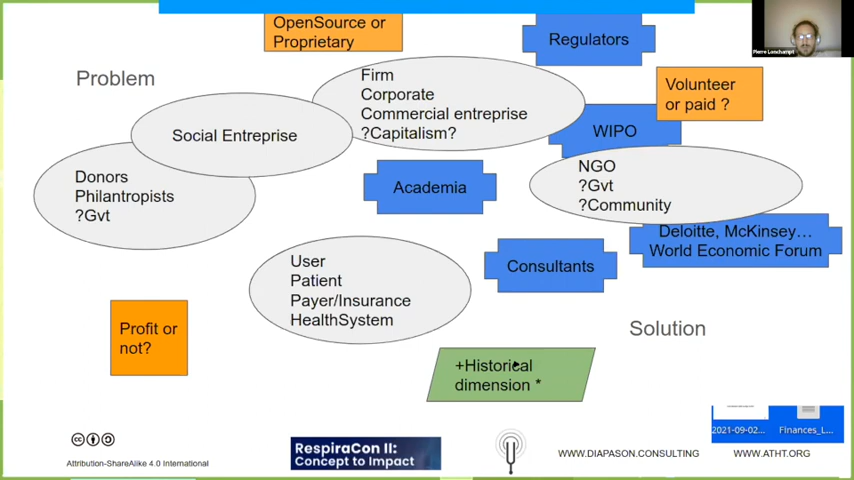 OpenSource or
Proprietary
Regulators
Pierre Lonchampt
Problem
Firm
Corporate
Commercial entreprise
?Capitalism?
Volunteer
or paid ?
Social Entreprise
WIPO
Donors
Philantropists
?Gvt
Academia
NGO
?Gvt
?Community
Deloitte, McKinsey…
World Economic Forum
User
Patient
Payer/Insurance
HealthSystem
Consultants
Profit or
not?
Solution
+Historical
dimension *
2021-09-02...
Finances_L...
Attribution-ShareAlike 4.0 International
RespiraCon II:
Concept to Impact
WWW.DIAPASON.CONSULTING
WWW.ATHT.ORG